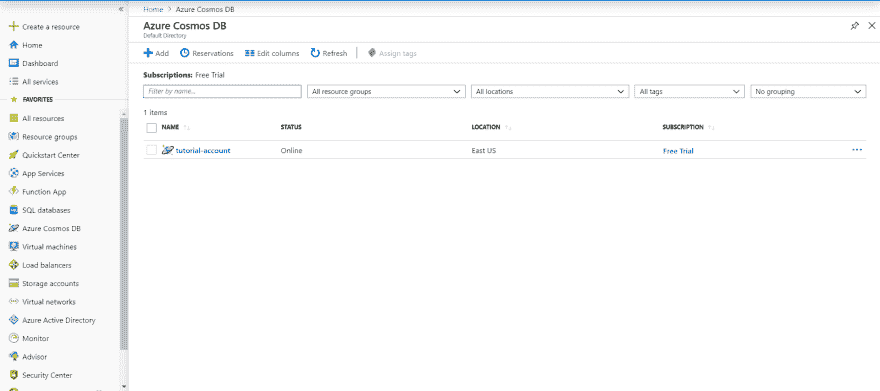 Home > Azure Cosmos DB
Azure Cosmos DB
Default Directory
Add Reservations Edit columns Refresh Assign tags
Subscriptions: Free Trial
Filter by name... All resource groups All locations All tags No grouping
1 items
NAME STATUS LOCATION SUBSCRIPTION
tutorial-account Online East US Free Trial
Create a resource
Home
Dashboard
All services
FAVORITES
All resources
Resource groups
Quickstart Center
App Services
Function App
SQL databases
Azure Cosmos DB
Virtual machines
Load balancers
Storage accounts
Virtual networks
Azure Active Directory
Monitor
Advisor
Security Center